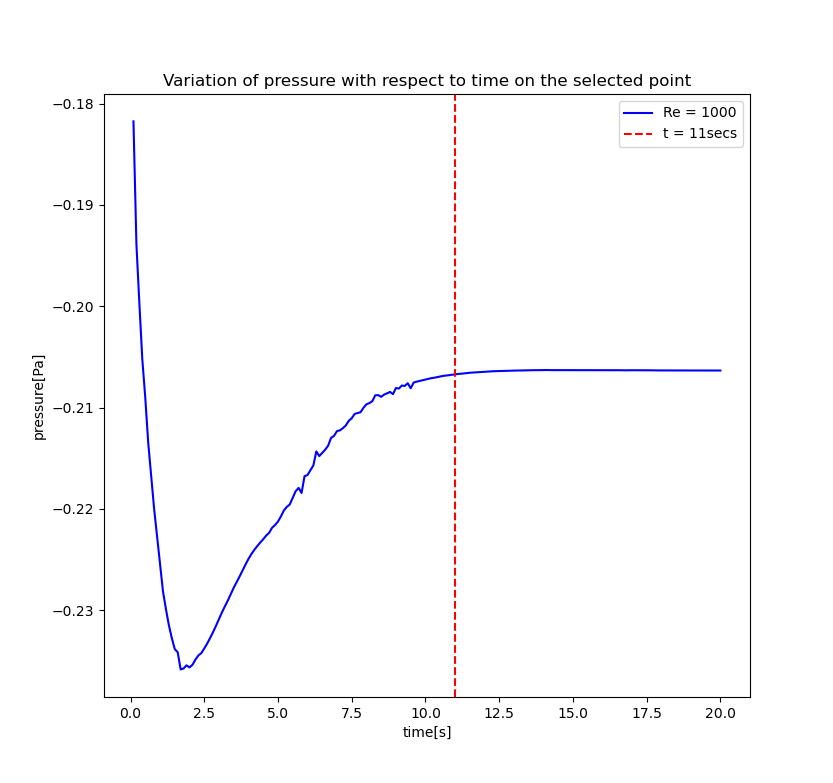 Variation of pressure with respect to time on the selected point
Re = 1000
t = 11secs
−0.18
−0.19
−0.20
−0.21
−0.22
−0.23
pressure[Pa]
0.0 2.5 5.0 7.5 10.0 12.5 15.0 17.5 20.0
time[s]